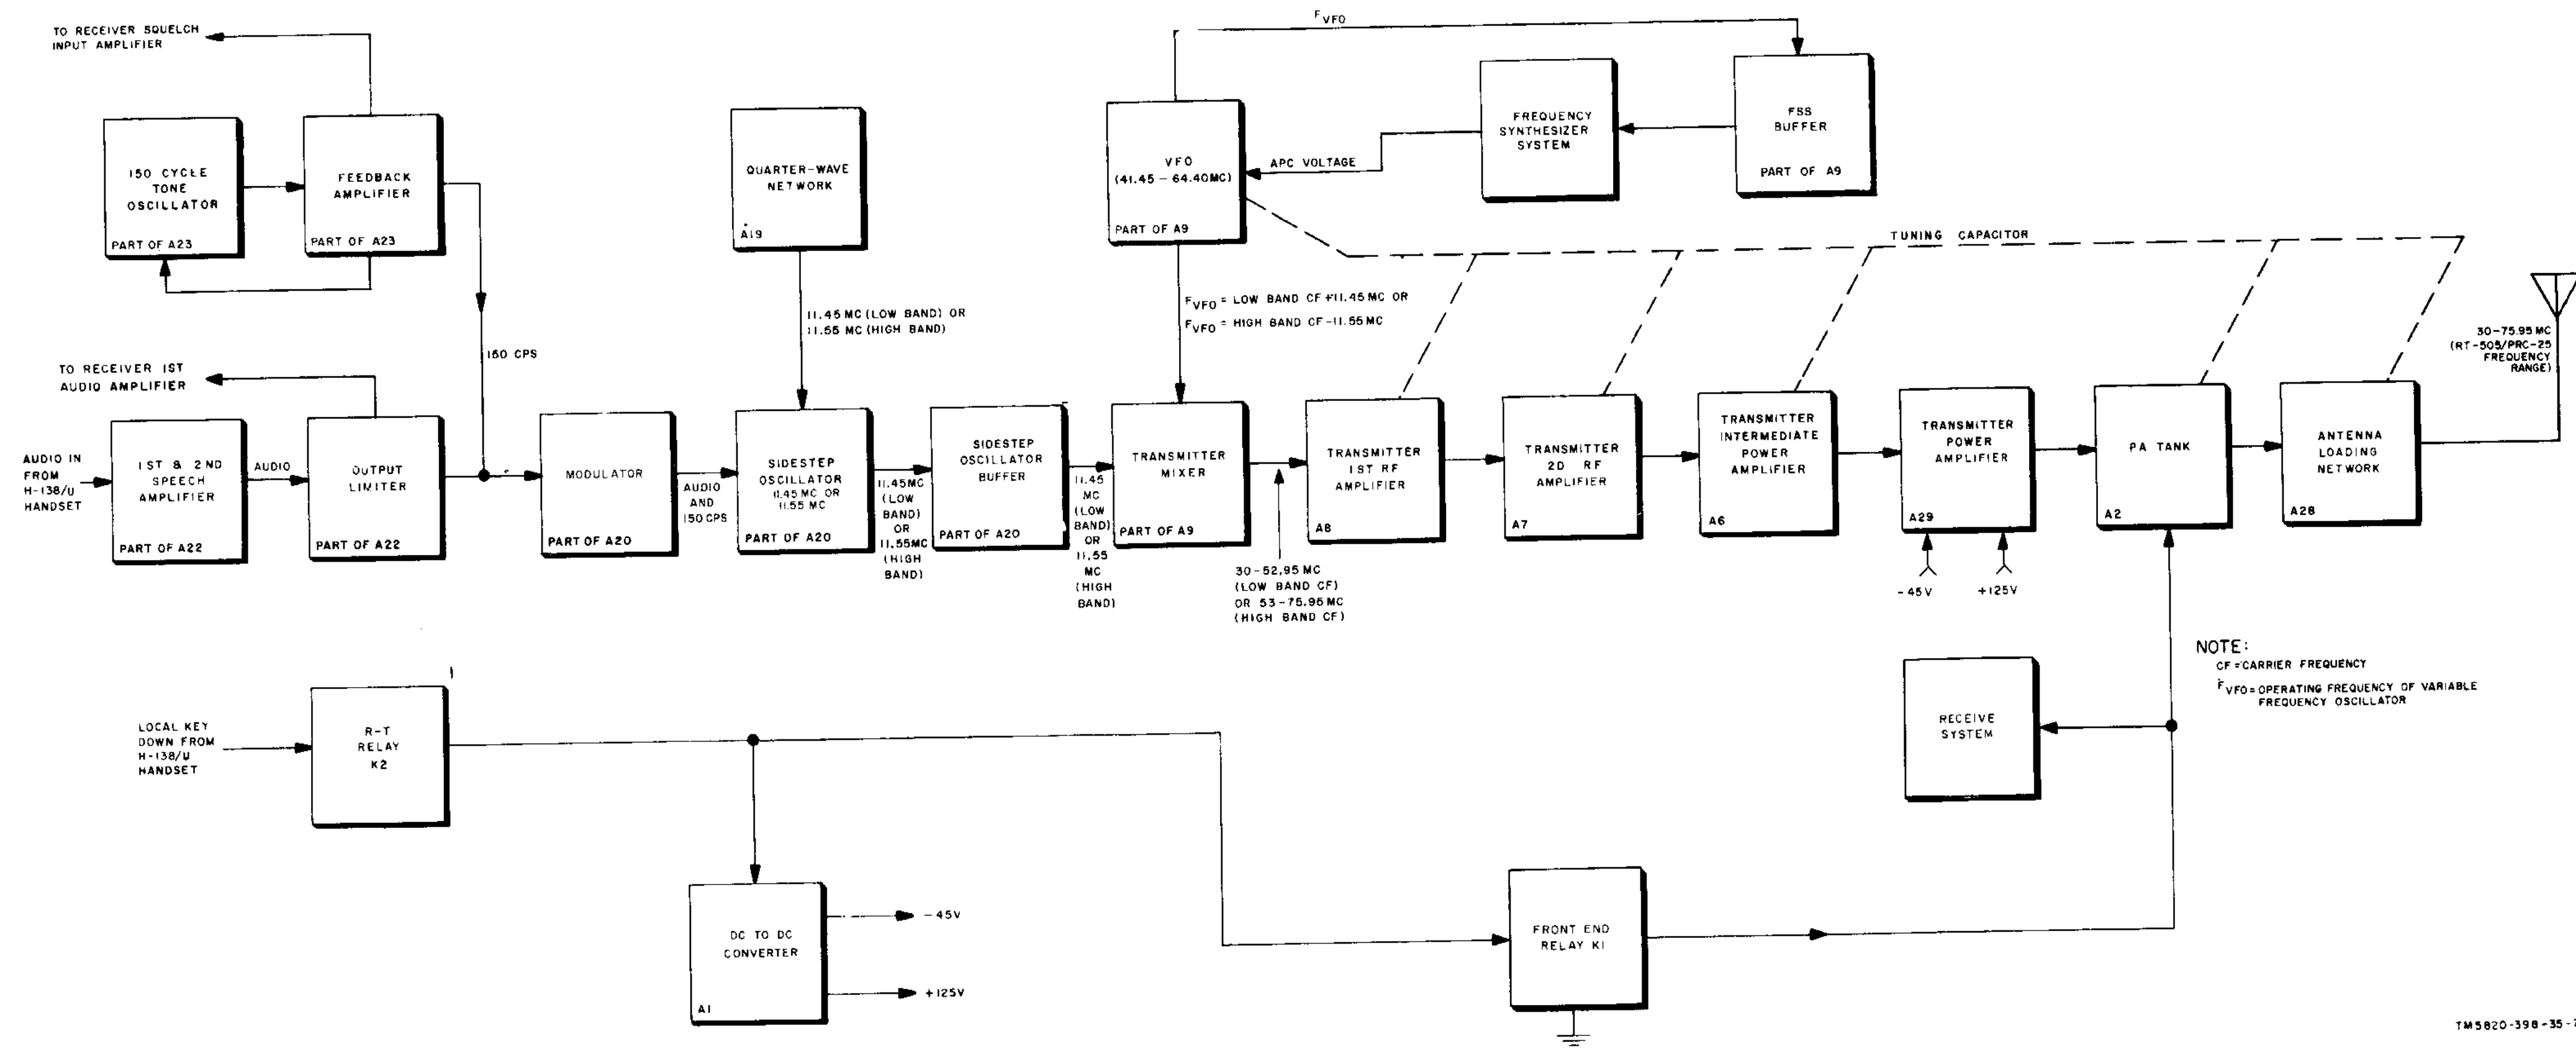 F VFO
TO RECEIVER SQUELCH
INPUT AMPLIFIER
150 CYCLE
TONE
OSCILLATOR
PART OF A23
FEEDBACK
AMPLIFIER
PART OF A23
QUARTER-WAVE
NETWORK
A19
VFO
(41.45 - 64.40MC)
PART OF A9
APC VOLTAGE
FREQUENCY
SYNTHESIZER
SYSTEM
FSS
BUFFER
PART OF A9
TUNING CAPACITOR
150 CPS
11.45 MC (LOW BAND) OR
11.55 MC (HIGH BAND)
F VFO = LOW BAND CF+11.45 MC OR
F VFO = HIGH BAND CF-11.55 MC
30-75.95 MC
(RT-505/PRC-25
FREQUENCY
RANGE)
TO RECEIVER IST
AUDIO AMPLIFIER
AUDIO IN
FROM
H-138/U
HANDSET
IST & 2ND
SPEECH
AMPLIFIER
PART OF A22
AUDIO
OUTPUT
LIMITER
PART OF A22
MODULATOR
PART OF A20
AUDIO
AND
150 CPS
SIDESTEP
OSCILLATOR
11.45 MC OR
11.55 MC
PART OF A20
11.45MC
(LOW
BAND)
OR
11.55MC
(HIGH
BAND)
SIDESTEP
OSCILLATOR
BUFFER
PART OF A20
11.45
MC
(LOW
BAND)
OR
11.55
MC
(HIGH
BAND)
TRANSMITTER
MIXER
PART OF A9
30-52.95 MC
(LOW BAND CF)
OR 53-75.95 MC
(HIGH BAND CF)
TRANSMITTER
IST RF
AMPLIFIER
A8
TRANSMITTER
2D RF
AMPLIFIER
A7
TRANSMITTER
INTERMEDIATE
POWER
AMPLIFIER
A6
TRANSMITTER
POWER
AMPLIFIER
A29
-45V
+125V
PA TANK
A2
ANTENNA
LOADING
NETWORK
A28
NOTE:
CF = CARRIER FREQUENCY
F VFO = OPERATING FREQUENCY OF VARIABLE
FREQUENCY OSCILLATOR
LOCAL KEY
DOWN FROM
H-138/U
HANDSET
R-T
RELAY
K2
RECEIVE
SYSTEM
DC TO DC
CONVERTER
A1
-45V
+125V
FRONT END
RELAY K1
TM5820-398-35-